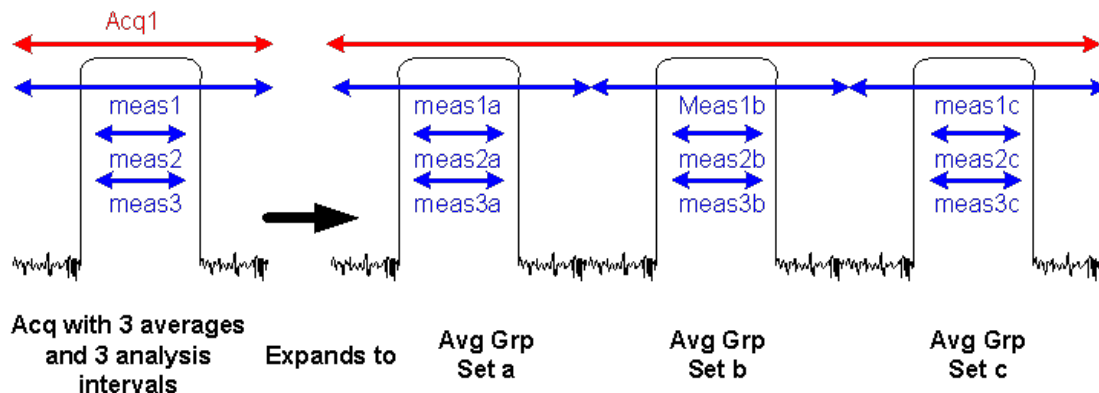 Acq1
meas1
meas2
meas3
meas1a
meas2a
meas3a
Meas1b
meas2b
meas3b
meas1c
meas2c
meas3c
Acq with 3 averages
and 3 analysis
intervals
Expands to
Avg Grp
Set a
Avg Grp
Set b
Avg Grp
Set c